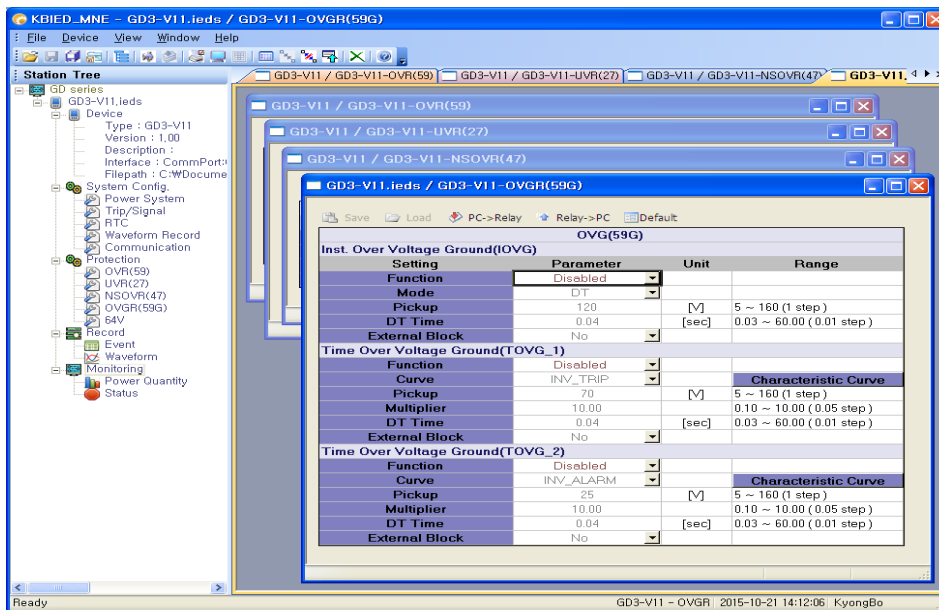 KBIED_MNE - GD3-V11.ieds / GD3-V11-OVGR(59G)
File Device View Window Help
Station Tree
GD3-V11 / GD3-V11-OVR(59) GD3-V11 / GD3-V11-UVR(27) GD3-V11 / GD3-V11-NSOVR(47) GD3-V11.
GD series
GD3-V11.ieds
Device
Type : GD3-V11
Version : 1.00
Description :
Interface : CommPort:
Filepath : C:₩Docume
System Config.
Power System
Trip/Signal
RTC
Waveform Record
Communication
Protection
OVR(59)
UVR(27)
NSOVR(47)
OVGR(59G)
64V
Record
Event
Waveform
Monitoring
Power Quantity
Status
GD3-V11 / GD3-V11-OVR(59)
GD3-V11 / GD3-V11-UVR(27)
GD3-V11 / GD3-V11-NSOVR(47)
GD3-V11.ieds / GD3-V11-OVGR(59G)
Save Load PC->Relay Relay->PC Default
OVG(59G)
Inst. Over Voltage Ground(IOVG)
Setting Parameter Unit Range
Function Disabled
Mode DT
Pickup 120 [V] 5 ~ 160 (1 step )
DT Time 0.04 [sec] 0.03 ~ 60.00 ( 0.01 step )
External Block No
Time Over Voltage Ground(TOVG_1)
Function Disabled
Curve INV_TRIP Characteristic Curve
Pickup 70 [V] 5 ~ 160 (1 step )
Multiplier 10.00 0.10 ~ 10.00 ( 0.05 step )
DT Time 0.04 [sec] 0.03 ~ 60.00 ( 0.01 step )
External Block No
Time Over Voltage Ground(TOVG_2)
Function Disabled
Curve INV_ALARM Characteristic Curve
Pickup 25 [V] 5 ~ 160 (1 step )
Multiplier 10.00 0.10 ~ 10.00 ( 0.05 step )
DT Time 0.04 [sec] 0.03 ~ 60.00 ( 0.01 step )
External Block No
Ready GD3-V11 - OVGR 2015-10-21 14:12:06 KyongBo